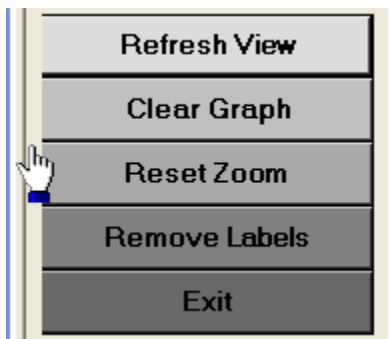 Refresh View
Clear Graph
Reset Zoom
Remove Labels
Exit